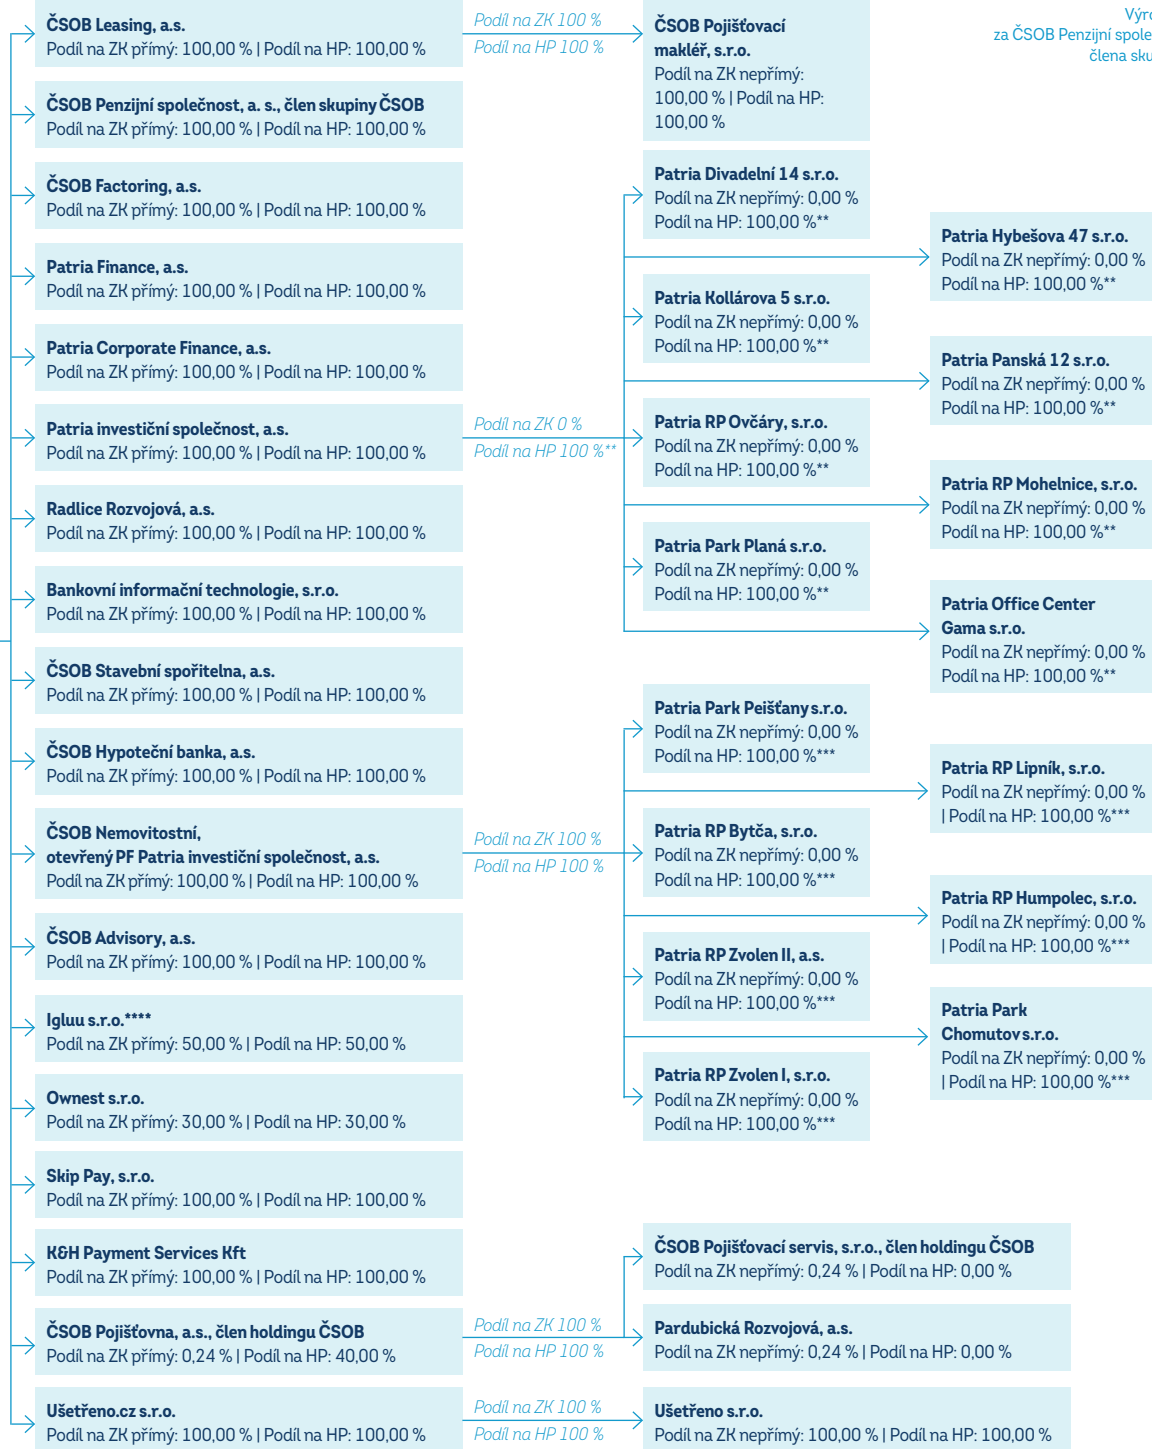 ČSOB Leasing, a.s.
Podíl na ZK přímý: 100,00 % | Podíl na HP: 100,00 %
Podíl na ZK 100 %
Podíl na HP 100 %
ČSOB Pojišťovací
makléř, s.r.o.
Podíl na ZK nepřímý:
100,00 % | Podíl na HP:
100,00 %
ČSOB Penzijní společnost, a. s., člen skupiny ČSOB
Podíl na ZK přímý: 100,00 % | Podíl na HP: 100,00 %
ČSOB Factoring, a.s.
Podíl na ZK přímý: 100,00 % | Podíl na HP: 100,00 %
Patria Finance, a.s.
Podíl na ZK přímý: 100,00 % | Podíl na HP: 100,00 %
Patria Corporate Finance, a.s.
Podíl na ZK přímý: 100,00 % | Podíl na HP: 100,00 %
Patria investiční společnost, a.s.
Podíl na ZK přímý: 100,00 % | Podíl na HP: 100,00 %
Podíl na ZK 0 %
Podíl na HP 100 %**
Patria Divadelní 14 s.r.o.
Podíl na ZK nepřímý: 0,00 %
Podíl na HP: 100,00 %**
Patria Hybešova 47 s.r.o.
Podíl na ZK nepřímý: 0,00 %
Podíl na HP: 100,00 %**
Patria Kollárova 5 s.r.o.
Podíl na ZK nepřímý: 0,00 %
Podíl na HP: 100,00 %**
Patria Panská 12 s.r.o.
Podíl na ZK nepřímý: 0,00 %
Podíl na HP: 100,00 %**
Patria RP Ovčáry, s.r.o.
Podíl na ZK nepřímý: 0,00 %
Podíl na HP: 100,00 %**
Patria RP Mohelnice, s.r.o.
Podíl na ZK nepřímý: 0,00 %
Podíl na HP: 100,00 %**
Patria Park Planá s.r.o.
Podíl na ZK nepřímý: 0,00 %
Podíl na HP: 100,00 %**
Patria Office Center
Gama s.r.o.
Podíl na ZK nepřímý: 0,00 %
Podíl na HP: 100,00 %**
Radlice Rozvojová, a.s.
Podíl na ZK přímý: 100,00 % | Podíl na HP: 100,00 %
Bankovní informační technologie, s.r.o.
Podíl na ZK přímý: 100,00 % | Podíl na HP: 100,00 %
ČSOB Stavební spořitelna, a.s.
Podíl na ZK přímý: 100,00 % | Podíl na HP: 100,00 %
ČSOB Hypoteční banka, a.s.
Podíl na ZK přímý: 100,00 % | Podíl na HP: 100,00 %
ČSOB Nemovitostní,
otevřený PF Patria investiční společnost, a.s.
Podíl na ZK přímý: 100,00 % | Podíl na HP: 100,00 %
Podíl na ZK 100 %
Podíl na HP 100 %
Patria Park Peišťany s.r.o.
Podíl na ZK nepřímý: 0,00 %
Podíl na HP: 100,00 %***
Patria RP Lipník, s.r.o.
Podíl na ZK nepřímý: 0,00 %
| Podíl na HP: 100,00 %***
Patria RP Bytča, s.r.o.
Podíl na ZK nepřímý: 0,00 %
Podíl na HP: 100,00 %***
Patria RP Humpolec, s.r.o.
Podíl na ZK nepřímý: 0,00 %
| Podíl na HP: 100,00 %***
Patria RP Zvolen II, a.s.
Podíl na ZK nepřímý: 0,00 %
Podíl na HP: 100,00 %***
Patria Park
Chomutov s.r.o.
Podíl na ZK nepřímý: 0,00 %
| Podíl na HP: 100,00 %***
Patria RP Zvolen I, s.r.o.
Podíl na ZK nepřímý: 0,00 %
Podíl na HP: 100,00 %***
ČSOB Advisory, a.s.
Podíl na ZK přímý: 100,00 % | Podíl na HP: 100,00 %
Igluu s.r.o.****
Podíl na ZK přímý: 50,00 % | Podíl na HP: 50,00 %
Ownest s.r.o.
Podíl na ZK přímý: 30,00 % | Podíl na HP: 30,00 %
Skip Pay, s.r.o.
Podíl na ZK přímý: 100,00 % | Podíl na HP: 100,00 %
K&H Payment Services Kft
Podíl na ZK přímý: 100,00 % | Podíl na HP: 100,00 %
ČSOB Pojišťovna, a.s., člen holdingu ČSOB
Podíl na ZK přímý: 0,24 % | Podíl na HP: 40,00 %
Podíl na ZK 100 %
Podíl na HP 100 %
ČSOB Pojišťovací servis, s.r.o., člen holdingu ČSOB
Podíl na ZK nepřímý: 0,24 % | Podíl na HP: 0,00 %
Pardubická Rozvojová, a.s.
Podíl na ZK nepřímý: 0,24 % | Podíl na HP: 0,00 %
Ušetřeno.cz s.r.o.
Podíl na ZK přímý: 100,00 % | Podíl na HP: 100,00 %
Podíl na ZK 100 %
Podíl na HP 100 %
Ušetřeno s.r.o.
Podíl na ZK nepřímý: 100,00 % | Podíl na HP: 100,00 %
za ČSOB Penzijní
člena